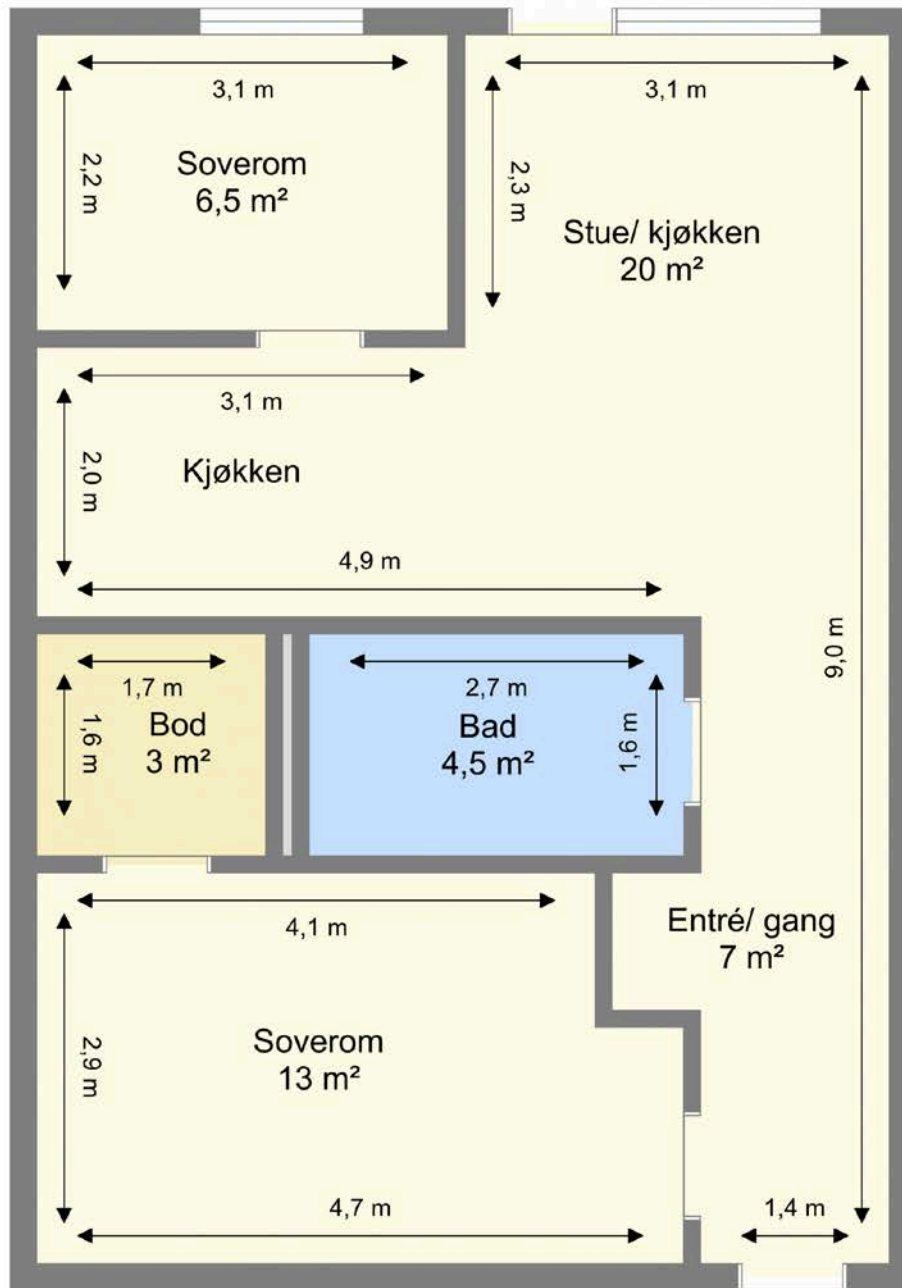 3,1 m
3,1 m
2,2 m
Soverom
6,5 m²
2,3 m
Stue/ kjøkken
20 m²
3,1 m
2,0 m
Kjøkken
4,9 m
9,0 m
1,7 m
1,6 m
Bod
3 m²
2,7 m
Bad
4,5 m²
1,6 m
4,1 m
Entré/ gang
7 m²
2,9 m
Soverom
13 m²
4,7 m
1,4 m